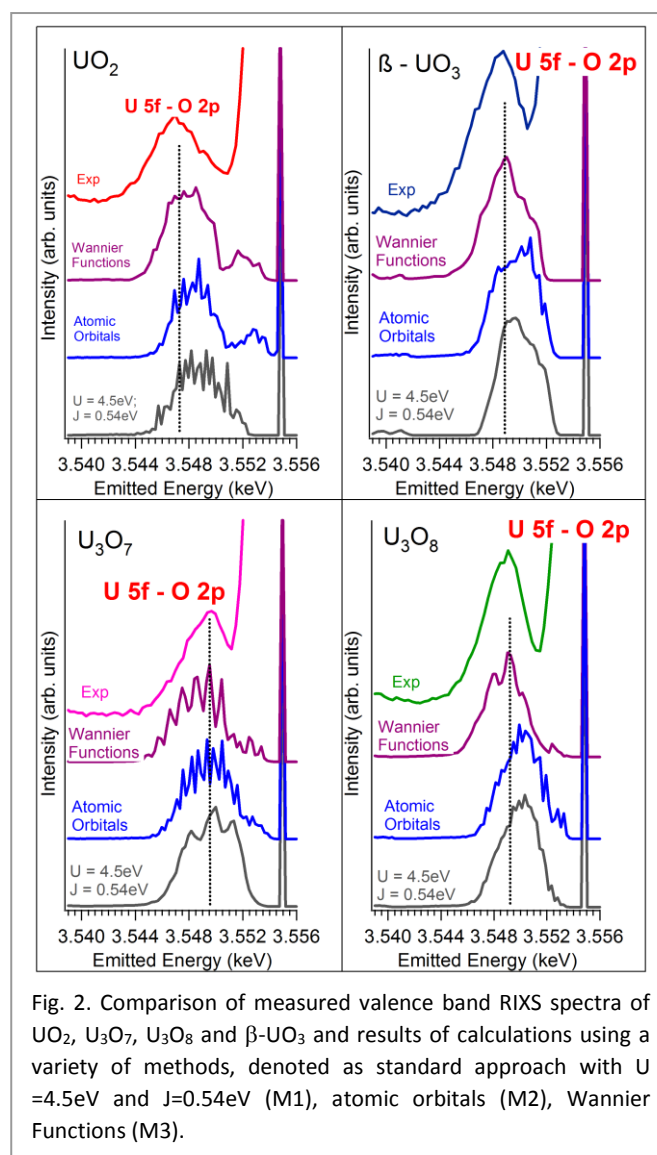 UO₂
U 5f - O 2p
Exp
Wannier
Functions
Atomic
Orbitals
U = 4.5eV;
J = 0.54eV
Intensity (arb. units)
3.540 3.544 3.548 3.552 3.556
Emitted Energy (keV)
ß - UO₃
U 5f - O 2p
Exp
Wannier
Functions
Atomic
Orbitals
U = 4.5eV
J = 0.54eV
Intensity (arb. units)
3.540 3.544 3.548 3.552 3.556
Emitted Energy (keV)
U₃O₇
U 5f - O 2p
Exp
Wannier
Functions
Atomic
Orbitals
U = 4.5eV
J = 0.54eV
Intensity (arb. units)
3.540 3.544 3.548 3.552 3.556
Emitted Energy (keV)
U₃O₈
U 5f - O 2p
Exp
Wannier
Functions
Atomic
Orbitals
U = 4.5eV
J = 0.54eV
Intensity (arb. units)
3.540 3.544 3.548 3.552 3.556
Emitted Energy (keV)
Fig. 2. Comparison of measured valence band RIXS spectra of
UO₂, U₃O₇, U₃O₈ and β-UO₃ and results of calculations using a
variety of methods, denoted as standard approach with U
=4.5eV and J=0.54eV (M1), atomic orbitals (M2), Wannier
Functions (M3).